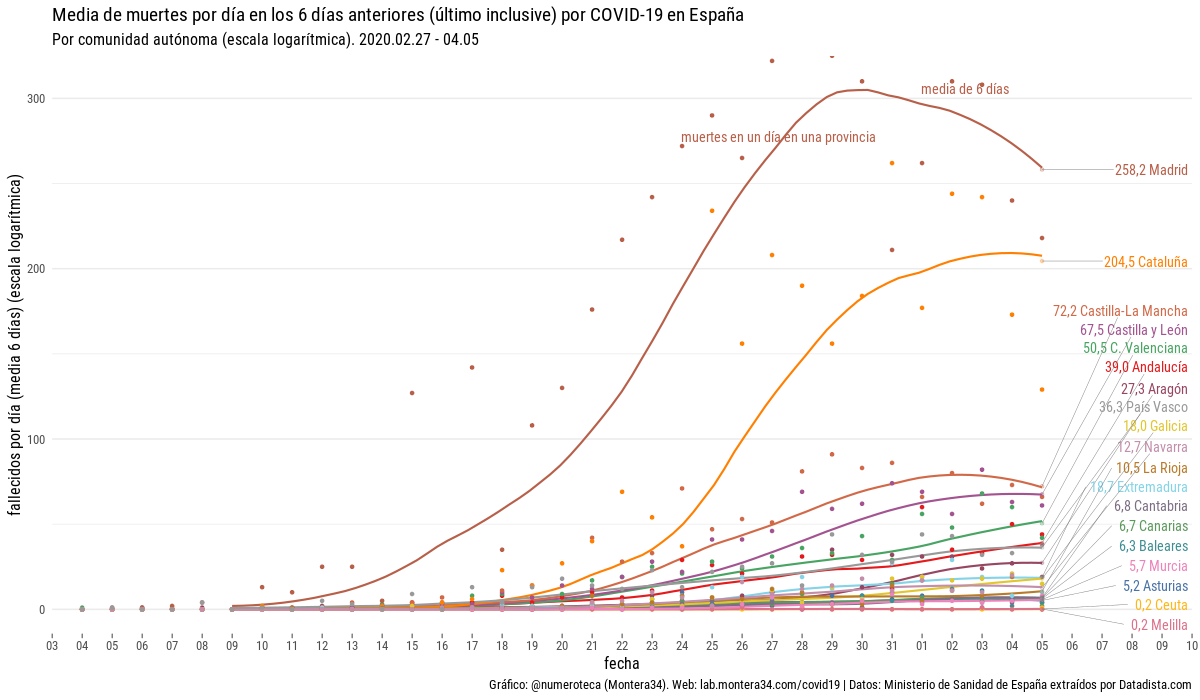 Media de muertes por día en los 6 días anteriores (último inclusive) por COVID-19 en España
Por comunidad autónoma (escala logarítmica). 2020.02.27 - 04.05
fallecidos por día (media 6 días) (escala logarítmica)
300
200
100
0
media de 6 días
muertes en un día en una provincia
258,2 Madrid
204,5 Cataluña
72,2 Castilla-La Mancha
67,5 Castilla y León
50,5 C. Valenciana
39,0 Andalucía
27,3 Aragón
36,3 País Vasco
18,0 Galicia
12,7 Navarra
10,5 La Rioja
18,7 Extremadura
6,8 Cantabria
6,7 Canarias
6,3 Baleares
5,7 Murcia
5,2 Asturias
0,2 Ceuta
0,2 Melilla
03 04 05 06 07 08 09 10 11 12 13 14 15 16 17 18 19 20 21 22 23 24 25 26 27 28 29 30 31 01 02 03 04 05 06 07 08 09 10
fecha
Gráfico: @numeroteca (Montera34). Web: lab.montera34.com/covid19 | Datos: Ministerio de Sanidad de España extraídos por Datadista.com